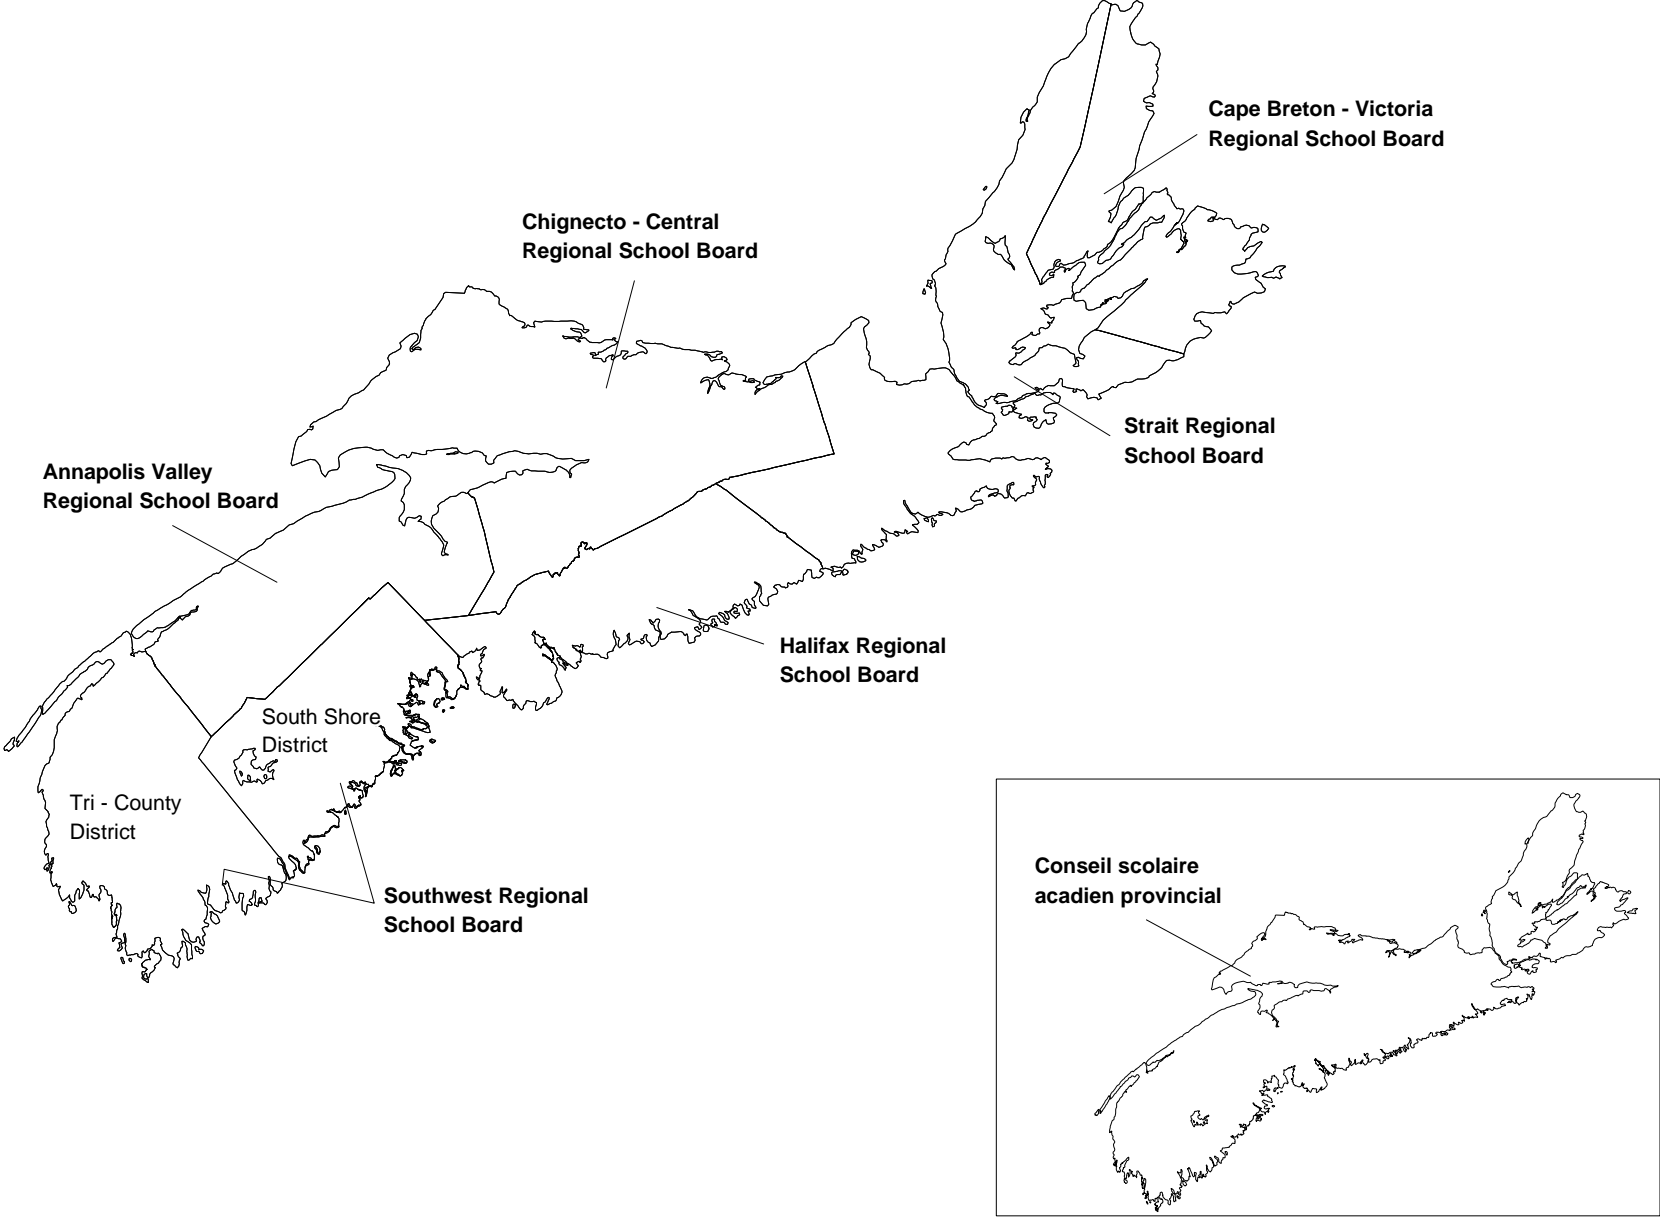 Cape Breton - Victoria
Regional School Board
Chignecto - Central
Regional School Board
Strait Regional
School Board
Annapolis Valley
Regional School Board
Halifax Regional
School Board
South Shore
District
Tri - County
District
Southwest Regional
School Board
Conseil scolaire
acadien provincial